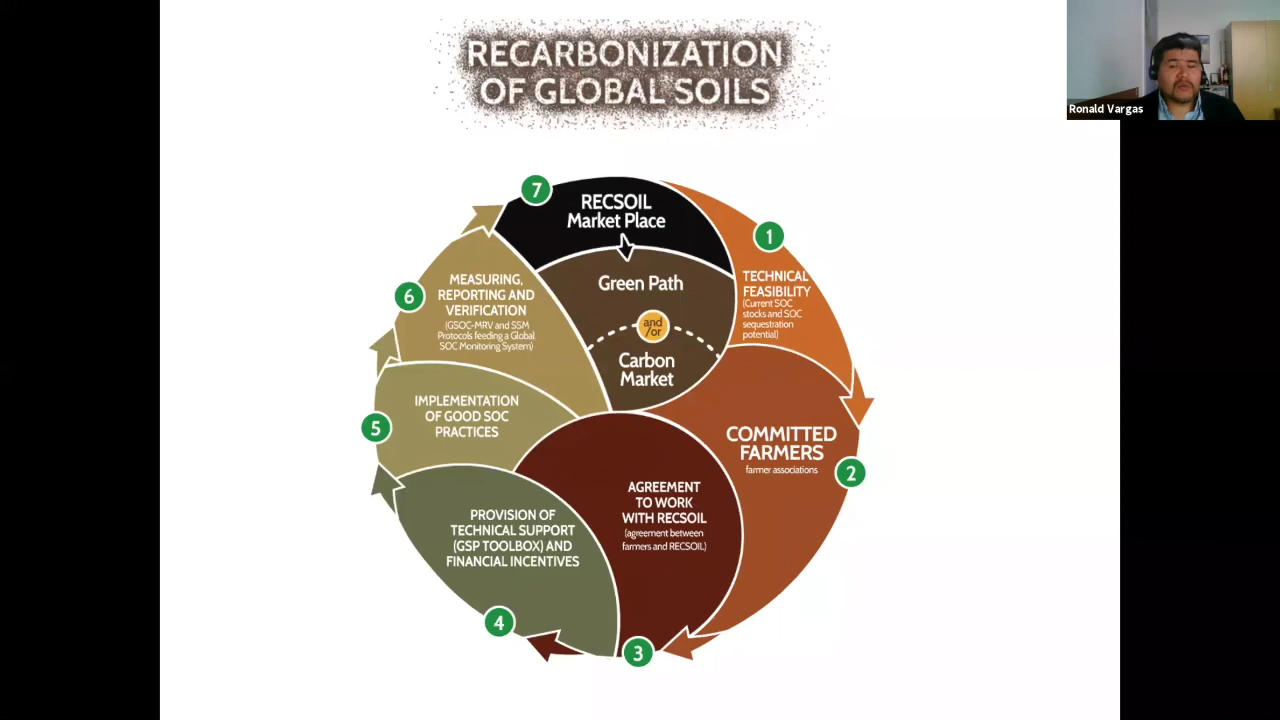 RECARBONIZATION
OF GLOBAL SOILS
Ronald Vargas
7
RECSOIL
Market Place
Green Path
and
/or
Carbon
Market
1
TECHNICAL
FEASIBILITY
(Current SOC
stocks and SOC
sequestration
potential)
2
COMMITTED
FARMERS
farmer associations
3
AGREEMENT
TO WORK
WITH RECSOIL
(agreement between
farmers and RECSOIL)
4
PROVISION OF
TECHNICAL SUPPORT
(GSP TOOLBOX) AND
FINANCIAL INCENTIVES
5
IMPLEMENTATION
OF GOOD SOC
PRACTICES
6
MEASURING,
REPORTING AND
VERIFICATION
(GSOC-MRV and SSM
Protocols feeding a Global
SOC Monitoring System)